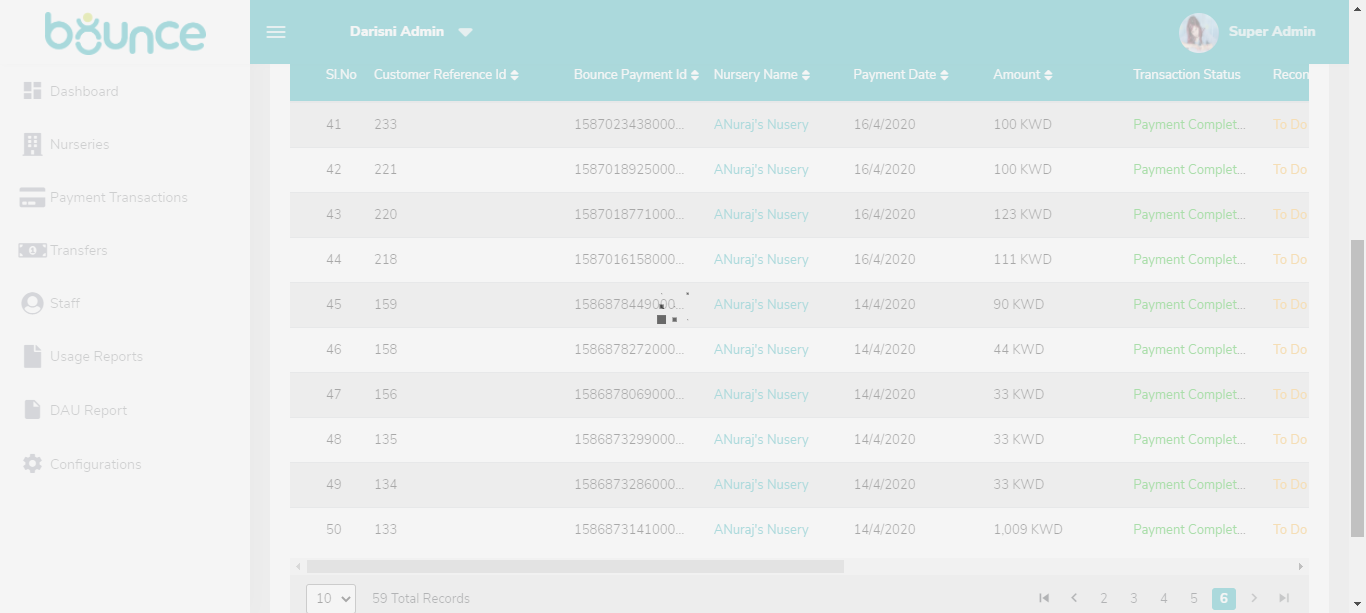 bounce
Darisni Admin
Super Admin
Dashboard
Nurseries
Payment Transactions
Transfers
Staff
Usage Reports
DAU Report
Configurations
Sl.No Customer Reference Id Bounce Payment Id Nursery Name Payment Date Amount Transaction Status Recon
41 233 1587023438000... ANuraj's Nusery 16/4/2020 100 KWD Payment Complet... To Do
42 221 1587018925000... ANuraj's Nusery 16/4/2020 100 KWD Payment Complet... To Do
43 220 1587018771000... ANuraj's Nusery 16/4/2020 123 KWD Payment Complet... To Do
44 218 1587016158000... ANuraj's Nusery 16/4/2020 111 KWD Payment Complet... To Do
45 159 1586878449000... ANuraj's Nusery 14/4/2020 90 KWD Payment Complet... To Do
46 158 1586878272000... ANuraj's Nusery 14/4/2020 44 KWD Payment Complet... To Do
47 156 1586878069000... ANuraj's Nusery 14/4/2020 33 KWD Payment Complet... To Do
48 135 1586873299000... ANuraj's Nusery 14/4/2020 33 KWD Payment Complet... To Do
49 134 1586873286000... ANuraj's Nusery 14/4/2020 33 KWD Payment Complet... To Do
50 133 1586873141000... ANuraj's Nusery 14/4/2020 1,009 KWD Payment Complet... To Do
10 59 Total Records 2 3 4 5 6